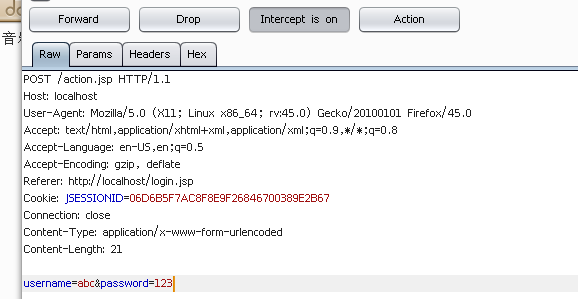 Forward Drop Intercept is on Action
Raw Params Headers Hex
POST /action.jsp HTTP/1.1
Host: localhost
User-Agent: Mozilla/5.0 (X11; Linux x86_64; rv:45.0) Gecko/20100101 Firefox/45.0
Accept: text/html,application/xhtml+xml,application/xml;q=0.9,*/*;q=0.8
Accept-Language: en-US,en;q=0.5
Accept-Encoding: gzip, deflate
Referer: http://localhost/login.jsp
Cookie: JSESSIONID=06D6B5F7AC8F8E9F26846700389E2B67
Connection: close
Content-Type: application/x-www-form-urlencoded
Content-Length: 21
username=abc&password=123